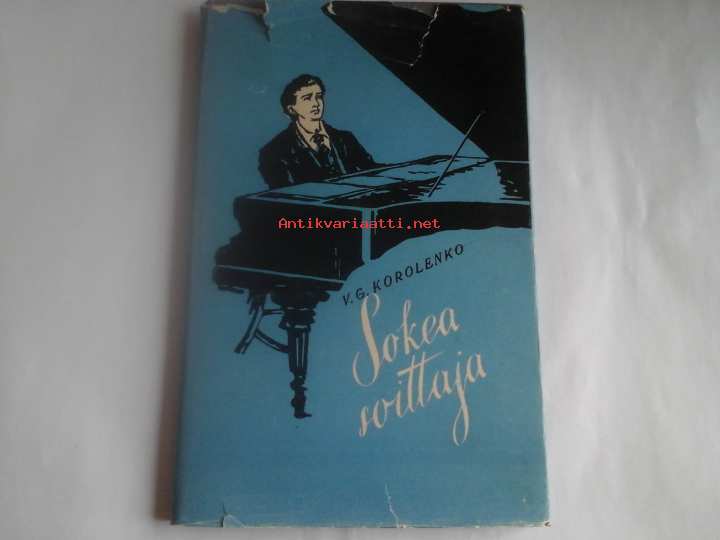 Antikvariaatti.net
V. G. KOROLENKO
Sokea
soittaja